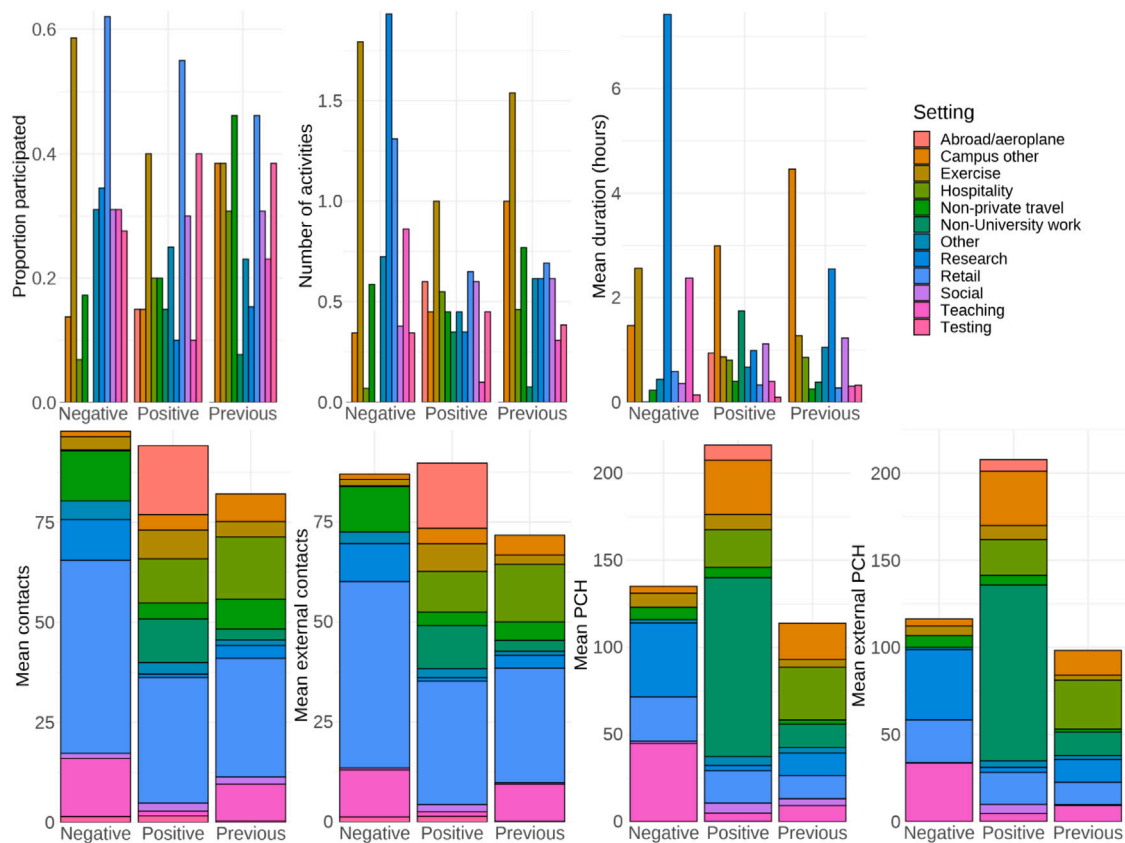 Proportion participated
0.6
0.4
0.2
0.0
Negative Positive Previous
Number of activities
1.5
1.0
0.5
0.0
Negative Positive Previous
Mean duration (hours)
6
4
2
0
Negative Positive Previous
Setting
Abroad/aeroplane
Campus other
Exercise
Hospitality
Non-private travel
Non-University work
Other
Research
Retail
Social
Teaching
Testing
Mean contacts
75
50
25
0
Negative Positive Previous
Mean external contacts
75
50
25
0
Negative Positive Previous
Mean PCH
200
150
100
50
0
Negative Positive Previous
Mean external PCH
200
150
100
50
0
Negative Positive Previous